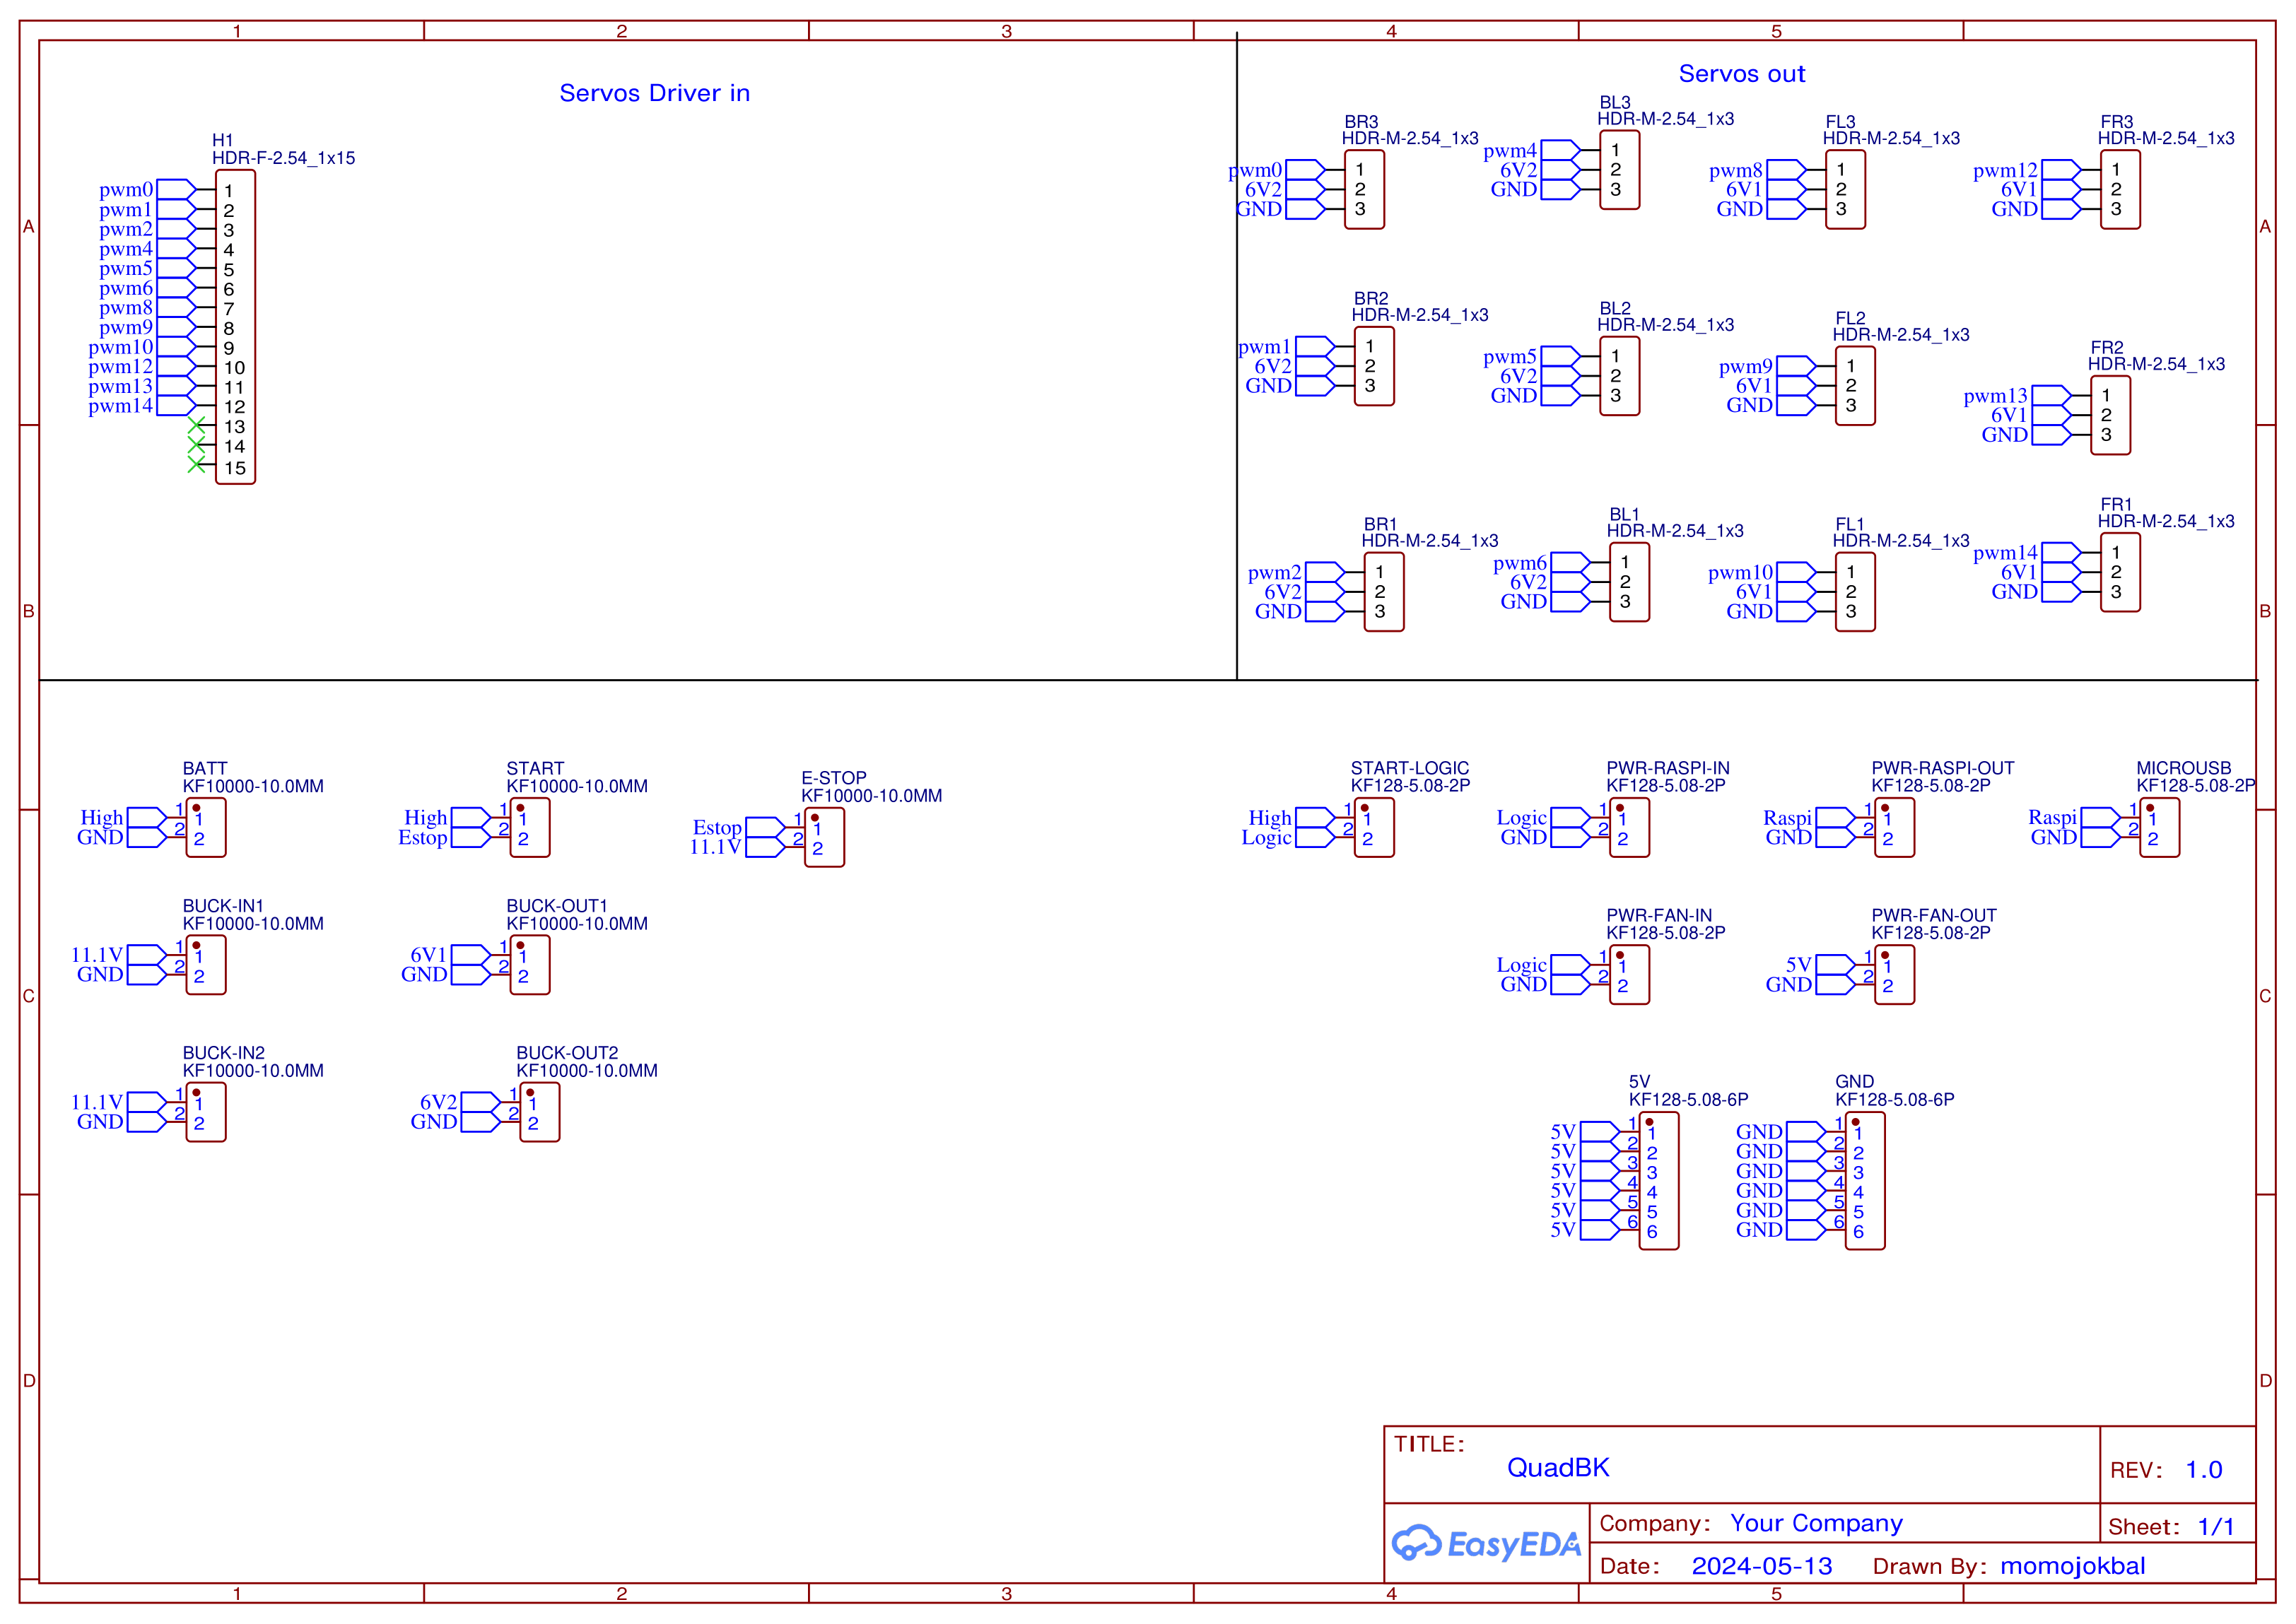 1 2 3 4 5
Servos Driver in
Servos out
A
A
B
B
C
C
D
D
H1
HDR-F-2.54_1x15
pwm0 1
pwm1 2
pwm2 3
pwm4 4
pwm5 5
pwm6 6
pwm8 7
pwm9 8
pwm10 9
pwm12 10
pwm13 11
pwm14 12
13
14
15
BR3
HDR-M-2.54_1x3
pwm0 1
6V2 2
GND 3
BL3
HDR-M-2.54_1x3
pwm4 1
6V2 2
GND 3
FL3
HDR-M-2.54_1x3
pwm8 1
6V1 2
GND 3
FR3
HDR-M-2.54_1x3
pwm12 1
6V1 2
GND 3
BR2
HDR-M-2.54_1x3
pwm1 1
6V2 2
GND 3
BL2
HDR-M-2.54_1x3
pwm5 1
6V2 2
GND 3
FL2
HDR-M-2.54_1x3
pwm9 1
6V1 2
GND 3
FR2
HDR-M-2.54_1x3
pwm13 1
6V1 2
GND 3
BR1
HDR-M-2.54_1x3
pwm2 1
6V2 2
GND 3
BL1
HDR-M-2.54_1x3
pwm6 1
6V2 2
GND 3
FL1
HDR-M-2.54_1x3
pwm10 1
6V1 2
GND 3
FR1
HDR-M-2.54_1x3
pwm14 1
6V1 2
GND 3
BATT
KF10000-10.0MM
High 1 1
GND 2 2
START
KF10000-10.0MM
High 1 1
Estop 2 2
E-STOP
KF10000-10.0MM
Estop 1 1
11.1V 2 2
START-LOGIC
KF128-5.08-2P
High 1 1
Logic 2 2
PWR-RASPI-IN
KF128-5.08-2P
Logic 1 1
GND 2 2
PWR-RASPI-OUT
KF128-5.08-2P
Raspi 1 1
GND 2 2
MICROUSB
KF128-5.08-2P
Raspi 1 1
GND 2 2
BUCK-IN1
KF10000-10.0MM
11.1V 1 1
GND 2 2
BUCK-OUT1
KF10000-10.0MM
6V1 1 1
GND 2 2
PWR-FAN-IN
KF128-5.08-2P
Logic 1 1
GND 2 2
PWR-FAN-OUT
KF128-5.08-2P
5V 1 1
GND 2 2
BUCK-IN2
KF10000-10.0MM
11.1V 1 1
GND 2 2
BUCK-OUT2
KF10000-10.0MM
6V2 1 1
GND 2 2
5V
KF128-5.08-6P
5V 1 1
5V 2 2
5V 3 3
5V 4 4
5V 5 5
5V 6 6
GND
KF128-5.08-6P
GND 1 1
GND 2 2
GND 3 3
GND 4 4
GND 5 5
GND 6 6
TITLE:
QuadBK
REV: 1.0
EasyEDA
Company: Your Company
Sheet: 1/1
Date: 2024-05-13 Drawn By: momojokbal
1 2 3 4 5